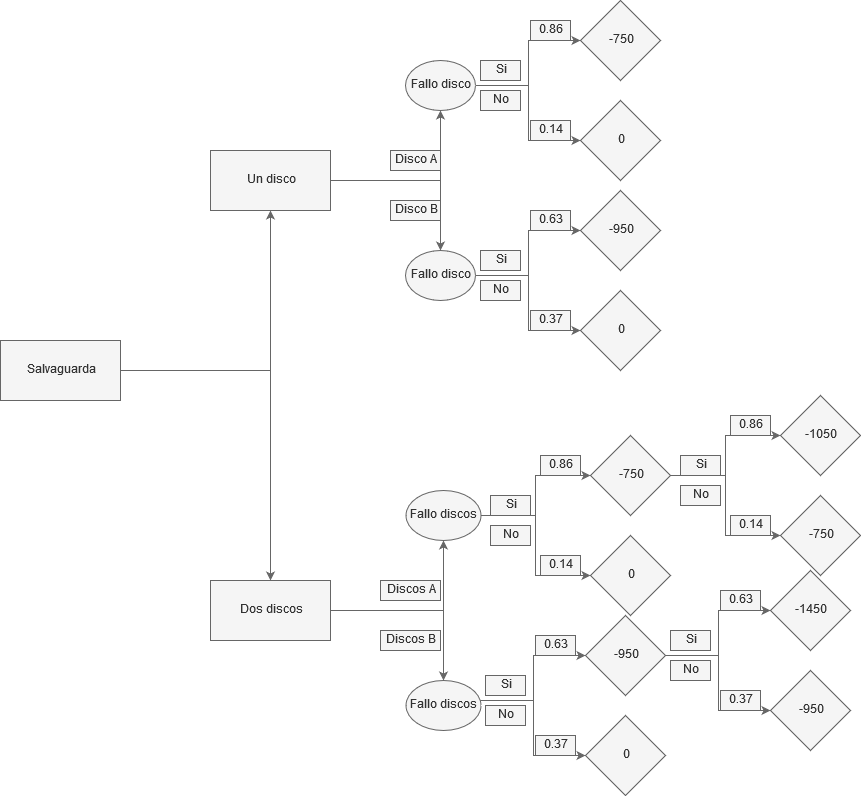 0.86
-750
Si
Fallo disco
No
0.14
0
Disco A
Un disco
Disco B
0.63
-950
Si
Fallo disco
No
0.37
0
Salvaguarda
0.86
-1050
0.86
-750
Si
No
Si
Fallo discos
No
0.14
-750
0.14
0
Discos A
Dos discos
Discos B
0.63
-1450
0.63
-950
Si
No
Si
Fallo discos
No
0.37
-950
0.37
0